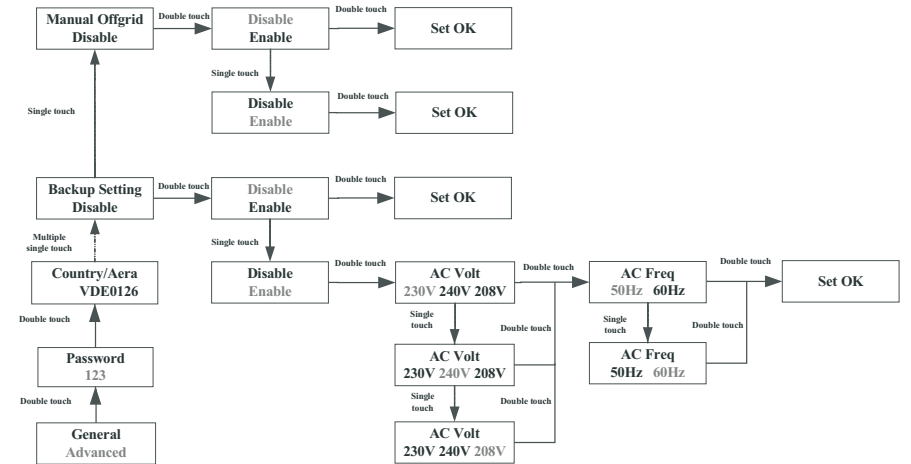 Manual Offgrid
Disable
Double touch
Disable
Enable
Double touch
Set OK
Single touch
Disable
Enable
Double touch
Set OK
Single touch
Backup Setting
Disable
Double touch
Disable
Enable
Double touch
Set OK
Multiple
single touch
Single touch
Disable
Enable
Double touch
AC Volt
230V 240V 208V
Double touch
AC Freq
50Hz 60Hz
Double touch
Set OK
Country/Aera
VDE0126
Double touch
Single
touch
Double touch
Single
touch
Double touch
AC Volt
230V 240V 208V
AC Freq
50Hz 60Hz
Password
123
Double touch
Single
touch
Double touch
AC Volt
230V 240V 208V
General
Advanced